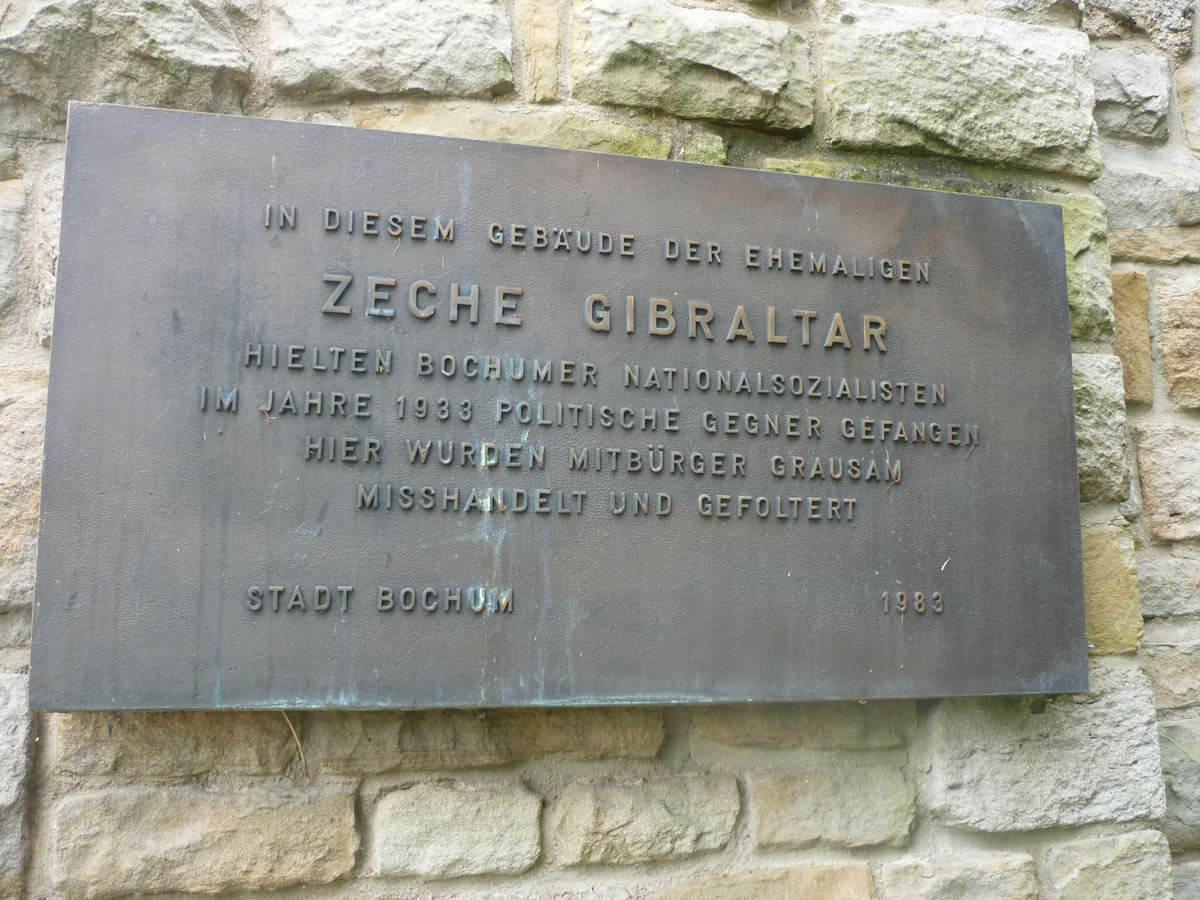 IN DIESEM GEBÄUDE DER EHEMALIGEN
ZECHE GIBRALTAR
HIELTEN BOCHUMER NATIONALSOZIALISTEN
IM JAHRE 1933 POLITISCHE GEGNER GEFANGEN
HIER WURDEN MITBÜRGER GRAUSAM
MISSHANDELT UND GEFOLTERT
STADT BOCHUM 1983